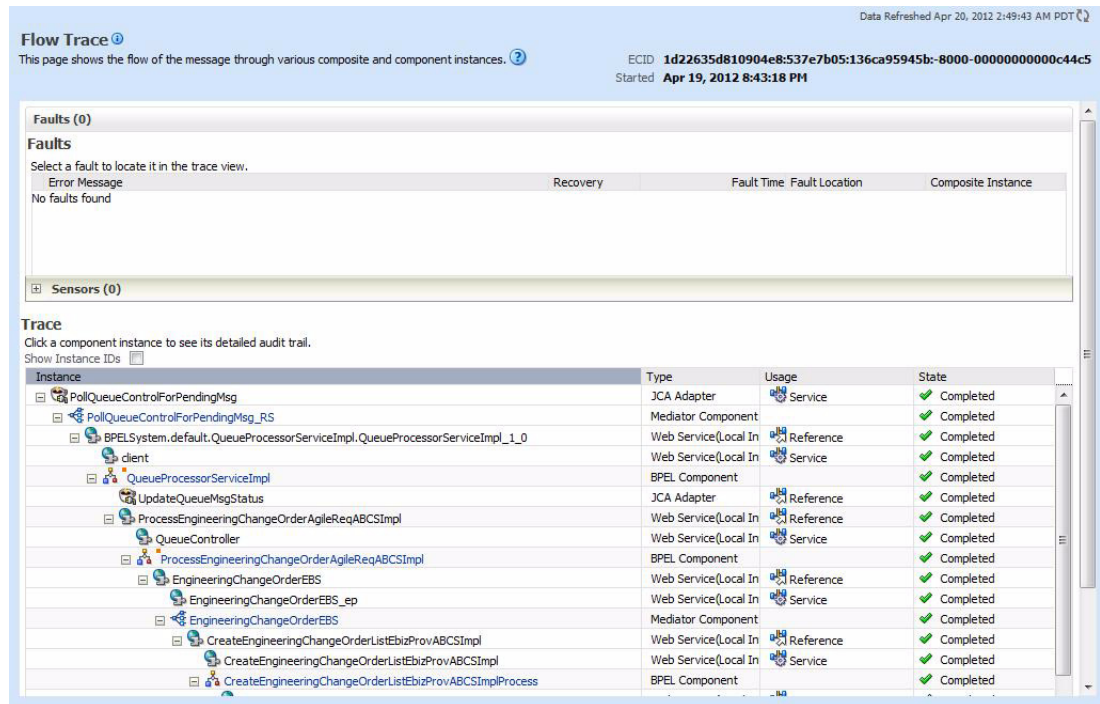 Data Refreshed Apr 20, 2012 2:49:43 AM PDT
Flow Trace
This page shows the flow of the message through various composite and component instances.
ECID 1d22635d810904e8:537e7b05:136ca95945b:-8000-00000000000c44c5
Started Apr 19, 2012 8:43:18 PM
Faults (0)
Faults
Select a fault to locate it in the trace view.
Error Message Recovery Fault Time Fault Location Composite Instance
No faults found
Sensors (0)
Trace
Click a component instance to see its detailed audit trail.
Show Instance IDs
Instance Type Usage State
PollQueueControlForPendingMsg JCA Adapter Service Completed
PollQueueControlForPendingMsg_RS Mediator Component Completed
BPELSystem.default.QueueProcessorServiceImpl.QueueProcessorServiceImpl_1_0 Web Service(Local In Reference Completed
client Web Service(Local In Service Completed
QueueProcessorServiceImpl BPEL Component Completed
UpdateQueueMsgStatus JCA Adapter Reference Completed
ProcessEngineeringChangeOrderAgileReqABCSImpl Web Service(Local In Reference Completed
QueueController Web Service(Local In Service Completed
ProcessEngineeringChangeOrderAgileReqABCSImpl BPEL Component Completed
EngineeringChangeOrderEBS Web Service(Local In Reference Completed
EngineeringChangeOrderEBS_ep Web Service(Local In Service Completed
EngineeringChangeOrderEBS Mediator Component Completed
CreateEngineeringChangeOrderListEbizProvABCSImpl Web Service(Local In Reference Completed
CreateEngineeringChangeOrderListEbizProvABCSImpl Web Service(Local In Service Completed
CreateEngineeringChangeOrderListEbizProvABCSImplProcess BPEL Component Completed